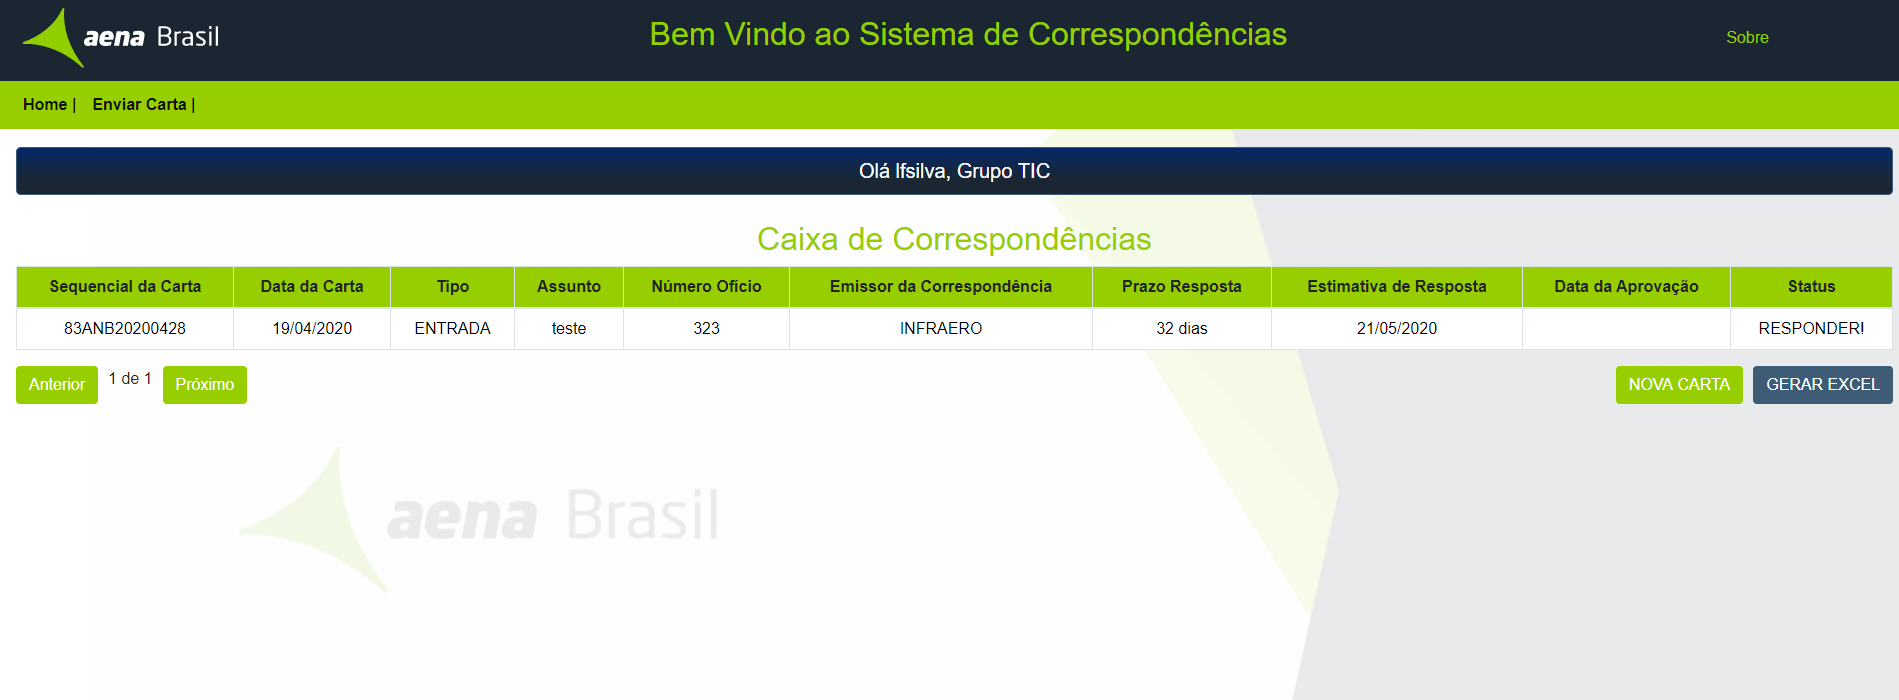 aena Brasil
Bem Vindo ao Sistema de Correspondências
Sobre
Home | Enviar Carta |
Olá lfsilva, Grupo TIC
Caixa de Correspondências
Sequencial da Carta Data da Carta Tipo Assunto Número Ofício Emissor da Correspondência Prazo Resposta Estimativa de Resposta Data da Aprovação Status
83ANB20200428 19/04/2020 ENTRADA teste 323 INFRAERO 32 dias 21/05/2020 RESPONDER!
Anterior 1 de 1 Próximo NOVA CARTA GERAR EXCEL
aena Brasil